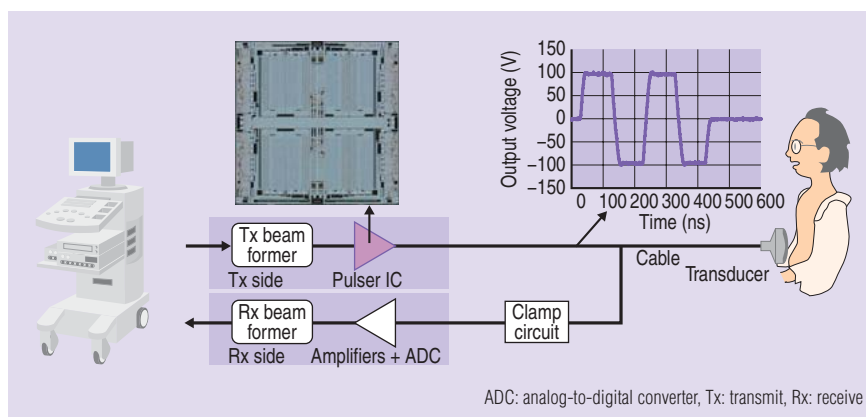 150
100
50
0
−50
−100
−150
Output voltage (V)
0 100 200 300 400 500 600
Time (ns)
Tx beam
former
Tx side
Pulser IC
Cable
Transducer
Rx beam
former
Rx side
Amplifiers + ADC
Clamp
circuit
ADC: analog-to-digital converter, Tx: transmit, Rx: receive